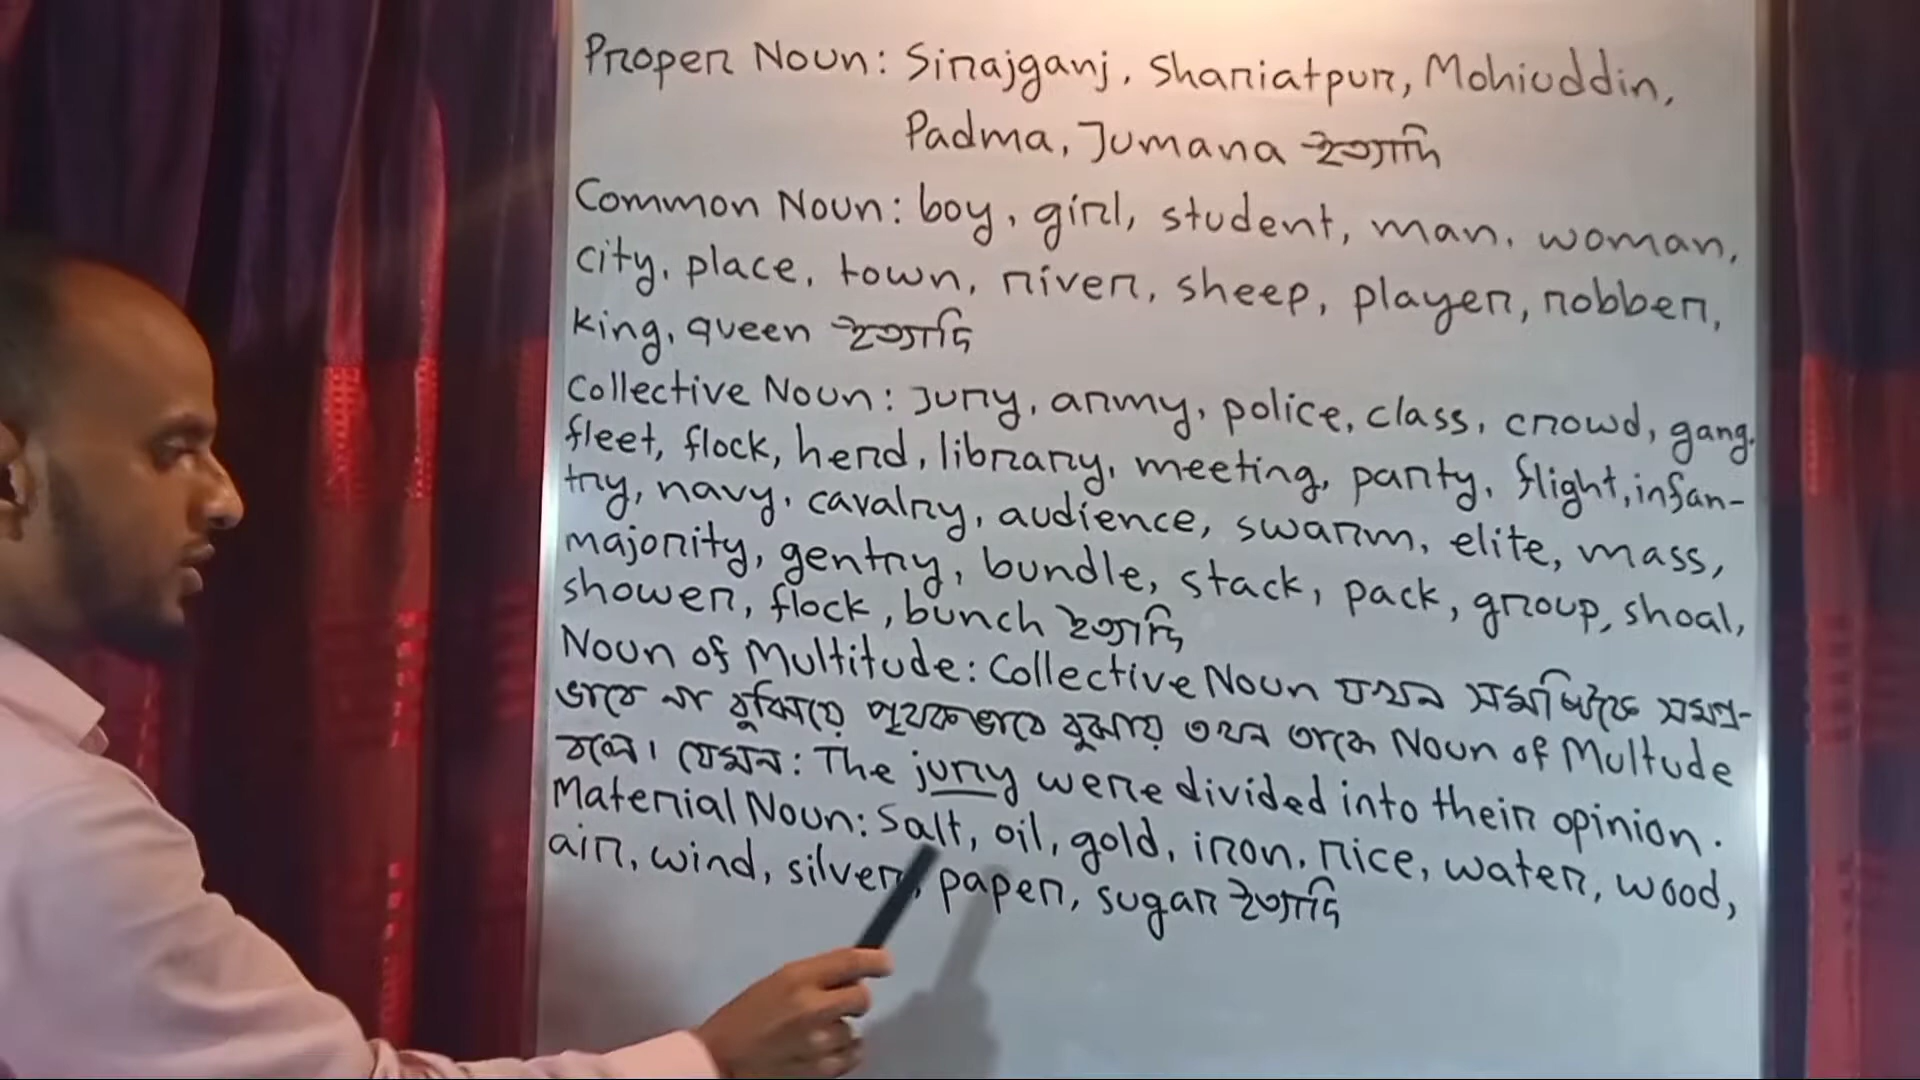 Proper Noun: Sirajganj, Shariatpur, Mohiuddin,
Padma, Jumana ইত্যাদি
Common Noun: boy, girl, student, man, woman,
city, place, town, river, sheep, player, robber,
king, queen ইত্যাদি
Collective Noun: Jury, army, police, class, crowd, gang,
fleet, flock, herd, library, meeting, party, flight, infan-
try, navy, cavalry, audience, swarm, elite, mass,
majority, gentry, bundle, stack, pack, group, shoal,
shower, flock, bunch ইত্যাদি
Noun of Multitude: Collective Noun যখন সমষ্টিকে সমগ্র-
ভাবে না বুঝিয়ে পৃথকভাবে বুঝায় তখন তাকে Noun of Multude
বলে। যেমন: The jury were divided into their opinion.
Material Noun: Salt, oil, gold, iron, rice, water, wood,
air, wind, silver, paper, sugar ইত্যাদি